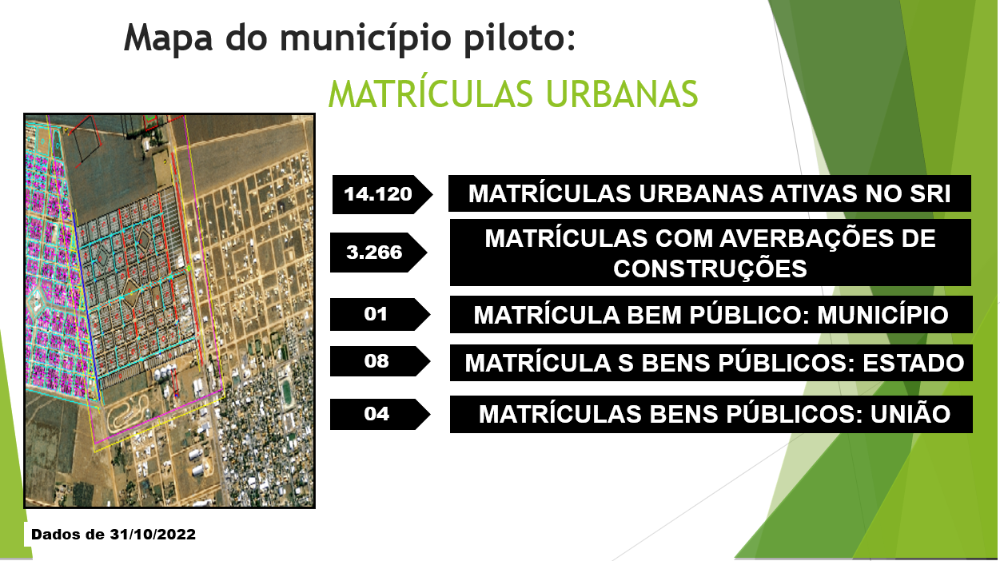 Mapa do município piloto:
MATRÍCULAS URBANAS
14.120
MATRÍCULAS URBANAS ATIVAS NO SRI
3.266
MATRÍCULAS COM AVERBAÇÕES DE
CONSTRUÇÕES
01
MATRÍCULA BEM PÚBLICO: MUNICÍPIO
08
MATRÍCULA S BENS PÚBLICOS: ESTADO
04
MATRÍCULAS BENS PÚBLICOS: UNIÃO
Dados de 31/10/2022